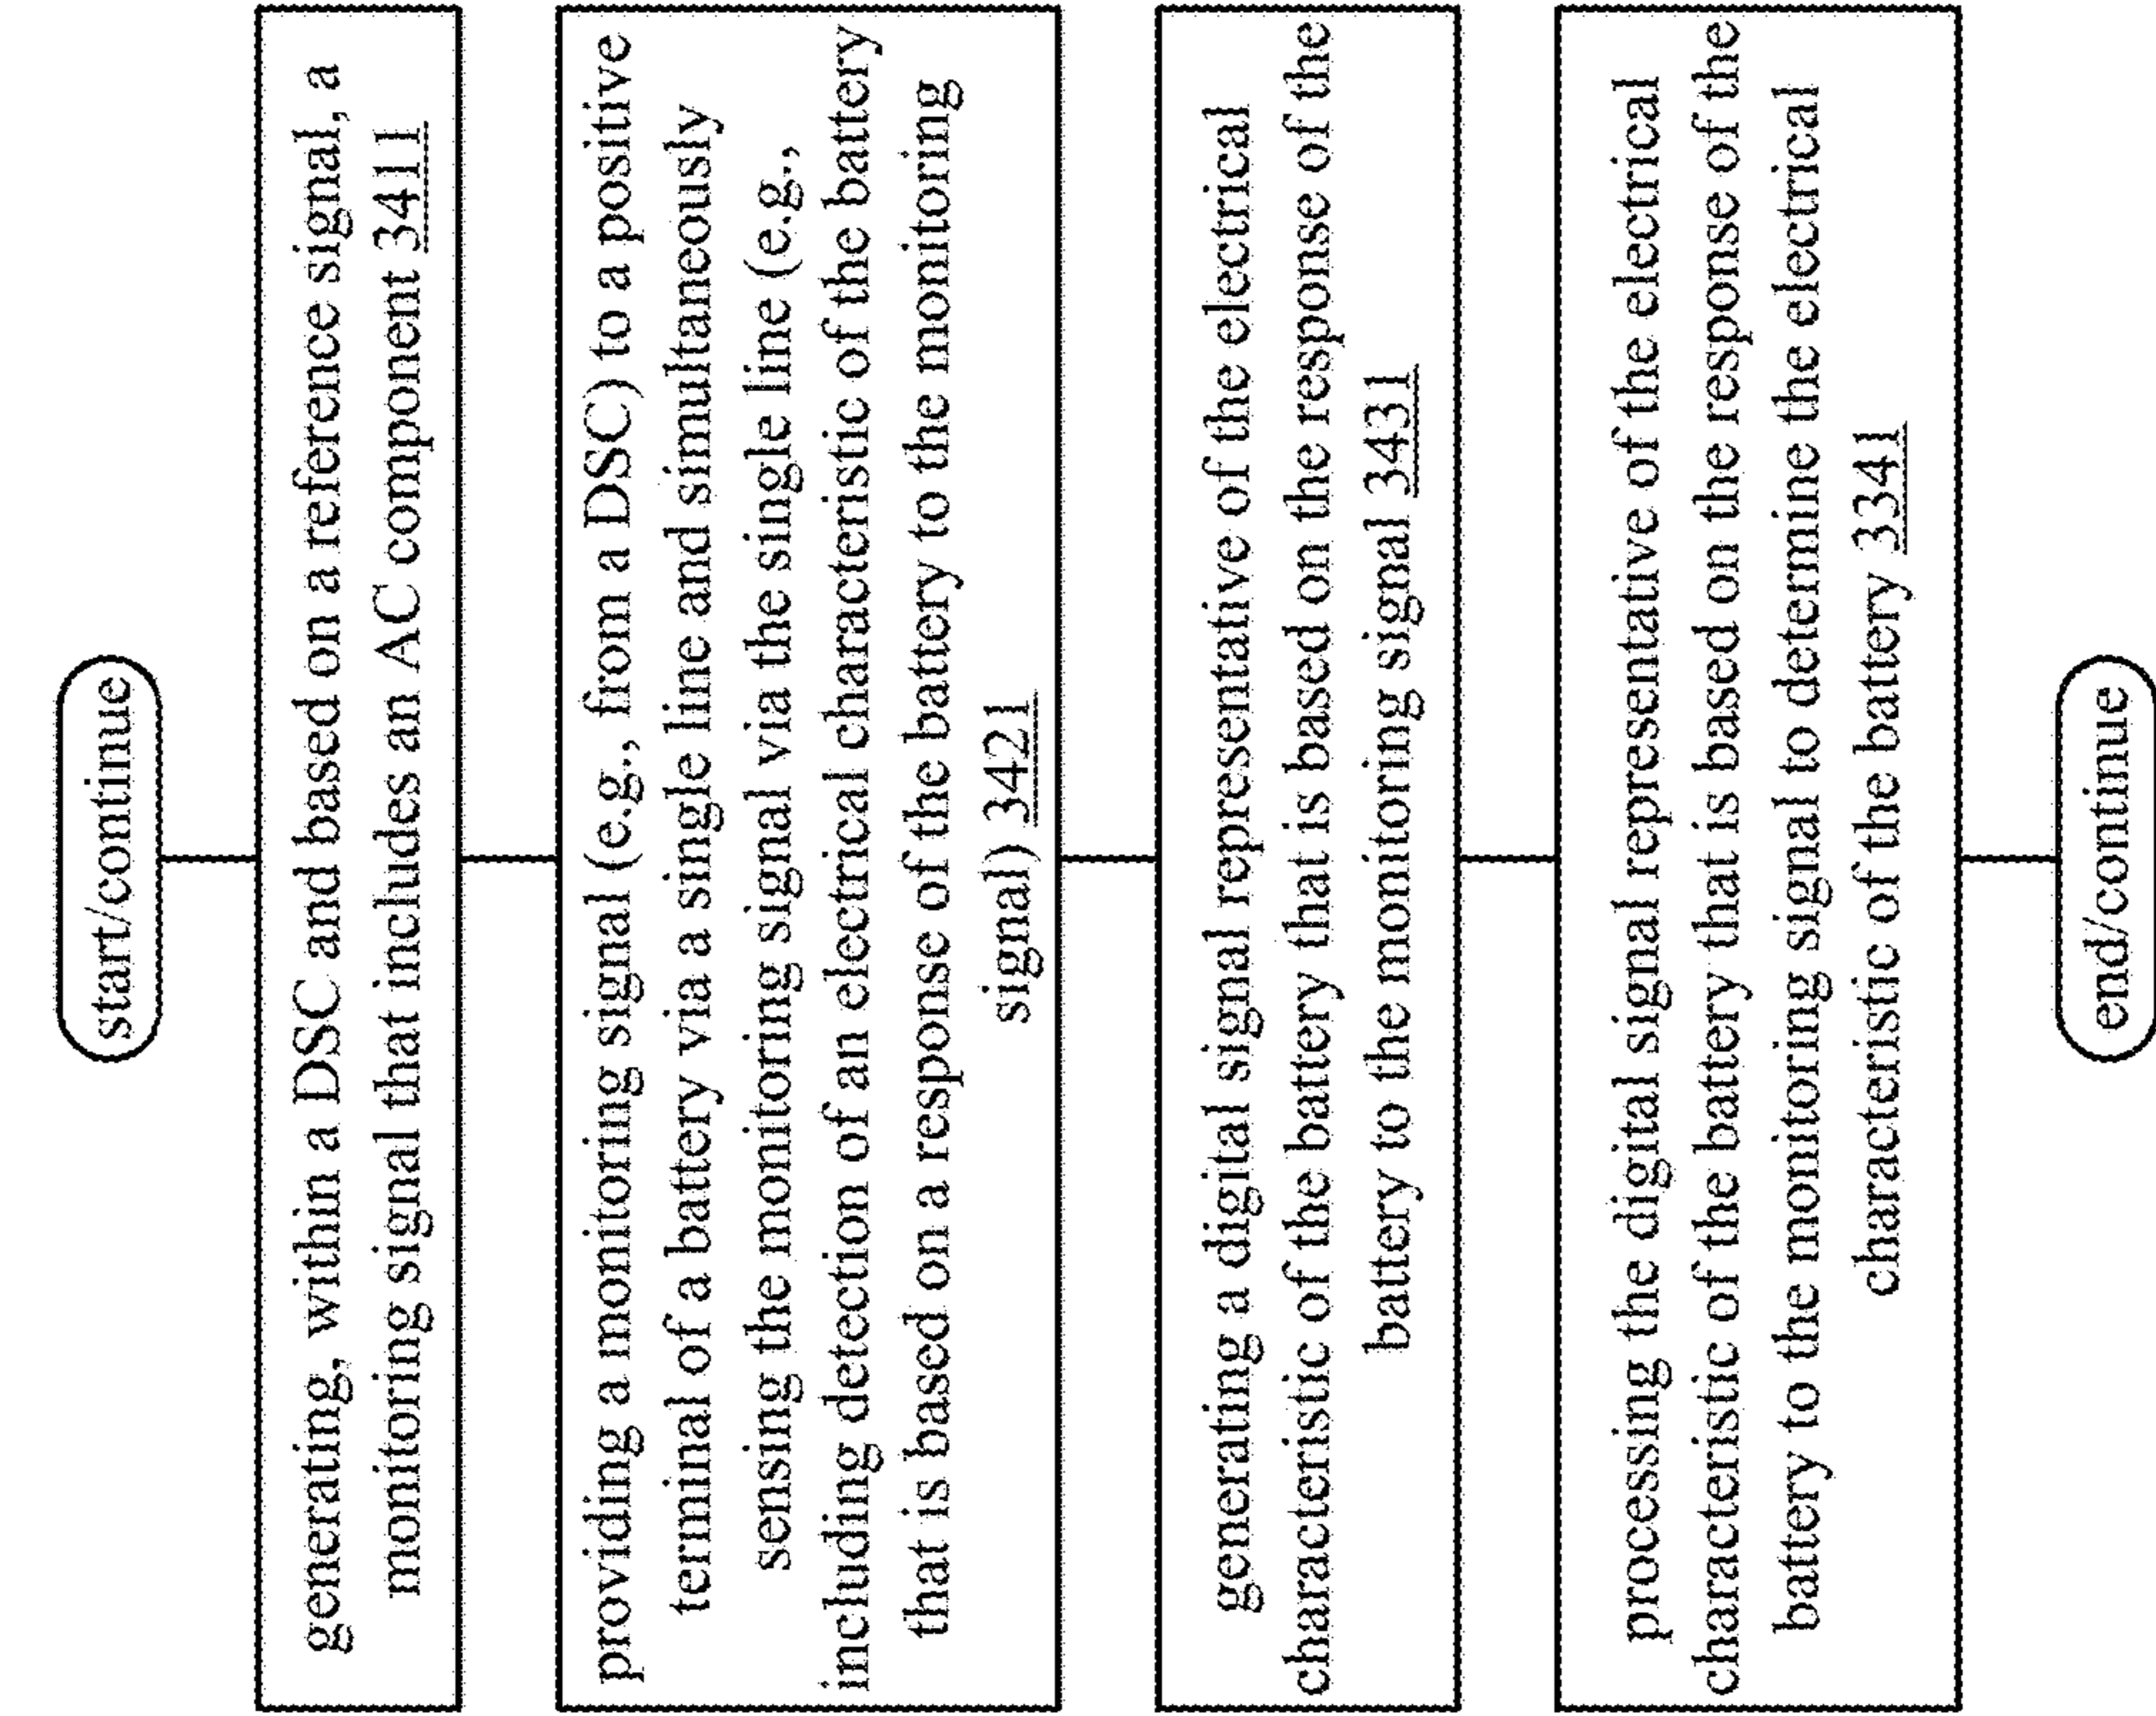 start/continue
generating, within a DSC and based on a reference signal, a
monitoring signal that includes an AC component 3411
providing a monitoring signal (e.g., from a DSC) to a positive
terminal of a battery via a single line and simultaneously
sensing the monitoring signal via the single line (e.g.,
including detection of an electrical characteristic of the battery
that is based on a response of the battery to the monitoring
signal) 3421
generating a digital signal representative of the electrical
characteristic of the battery that is based on the response of the
battery to the monitoring signal 3431
processing the digital signal representative of the electrical
characteristic of the battery that is based on the response of the
battery to the monitoring signal to determine the electrical
characteristic of the battery 3341
end/continue